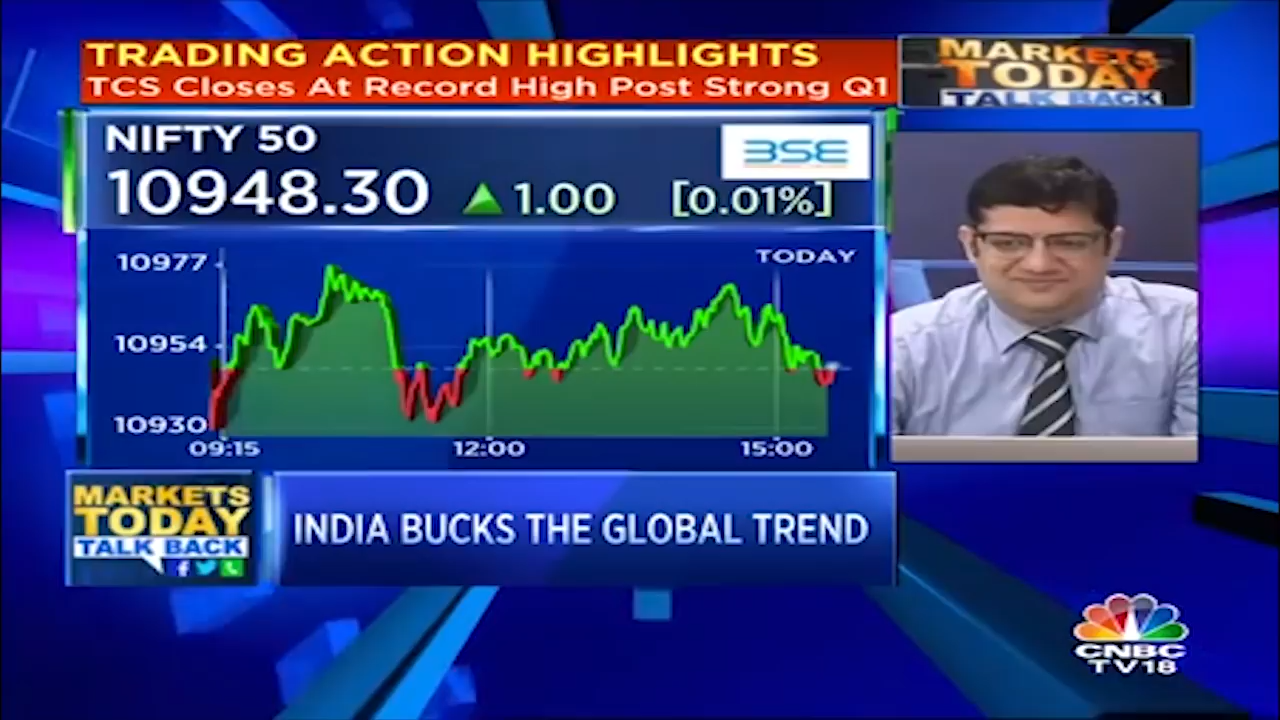 TRADING ACTION HIGHLIGHTS
TCS Closes At Record High Post Strong Q1
MARKETS
TODAY
TALK BACK
NIFTY 50
BSE
10948.30 ▲ 1.00 [0.01%]
TODAY
10977
10954
10930
09:15 12:00 15:00
MARKETS
TODAY
TALK BACK
INDIA BUCKS THE GLOBAL TREND
CNBC
TV18